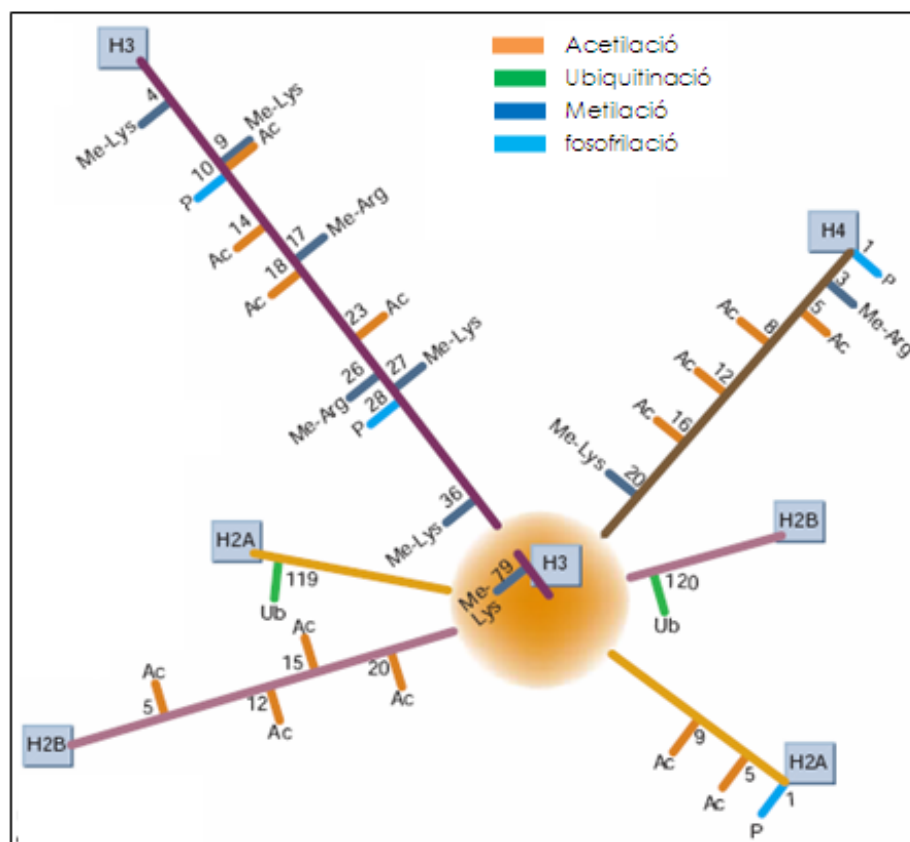 H3
Acetilació
Ubiquitinació
Metilació
fosofrilació
4
Me-Lys
9
Me-Lys
Ac
10
P
14
Ac
17
Me-Arg
18
Ac
23
Ac
26
Me-Arg
27
Me-Lys
28
P
36
Me-Lys
H4
1
P
3
Me-Arg
5
Ac
8
Ac
12
Ac
16
Ac
20
Me-Lys
H2A
119
Ub
H3
79
Me-
Lys
H2B
120
Ub
H2B
5
Ac
12
Ac
15
Ac
20
Ac
H2A
9
Ac
5
Ac
1
P